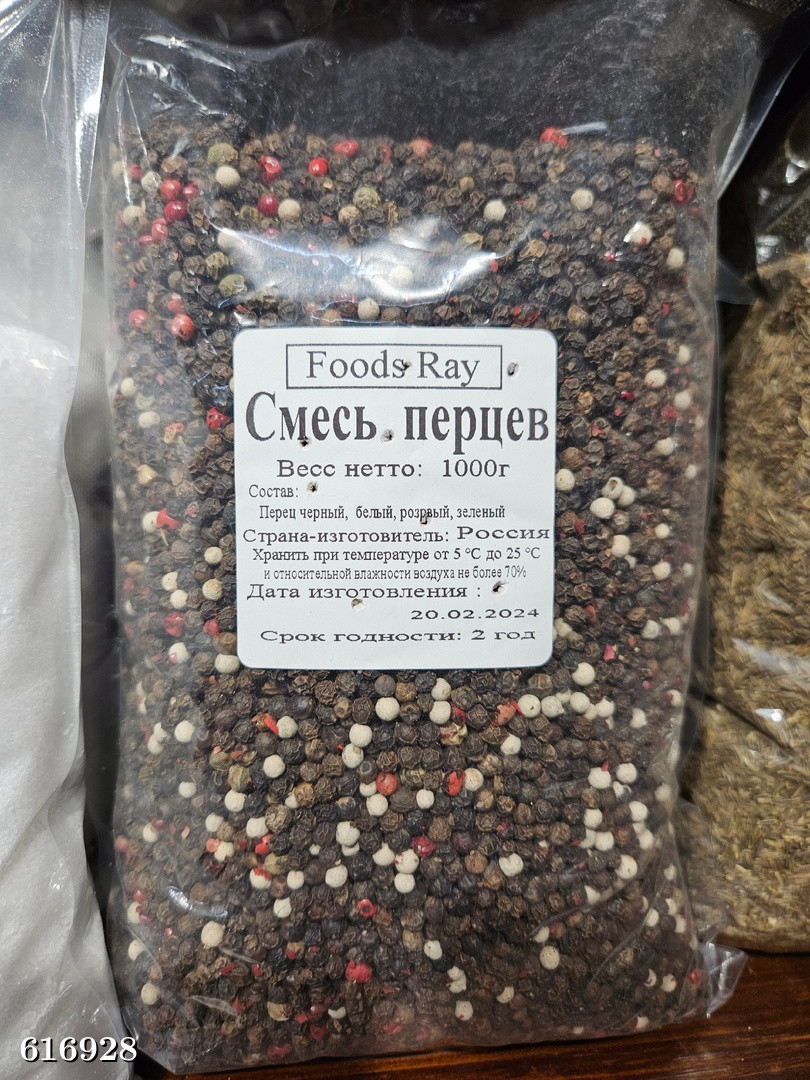 Foods Ray
Смесь перцев
Весс нетто: 1000г
Состав:
Перец черный, белый, розрвый, зеленый
Страна-изготовитель: Россия
Хранить при температуре от 5 °С до 25 °С
и относительной влажности воздуха не более 70%
Дата изготовления :
20.02.2024
Срок годности: 2 год
616928